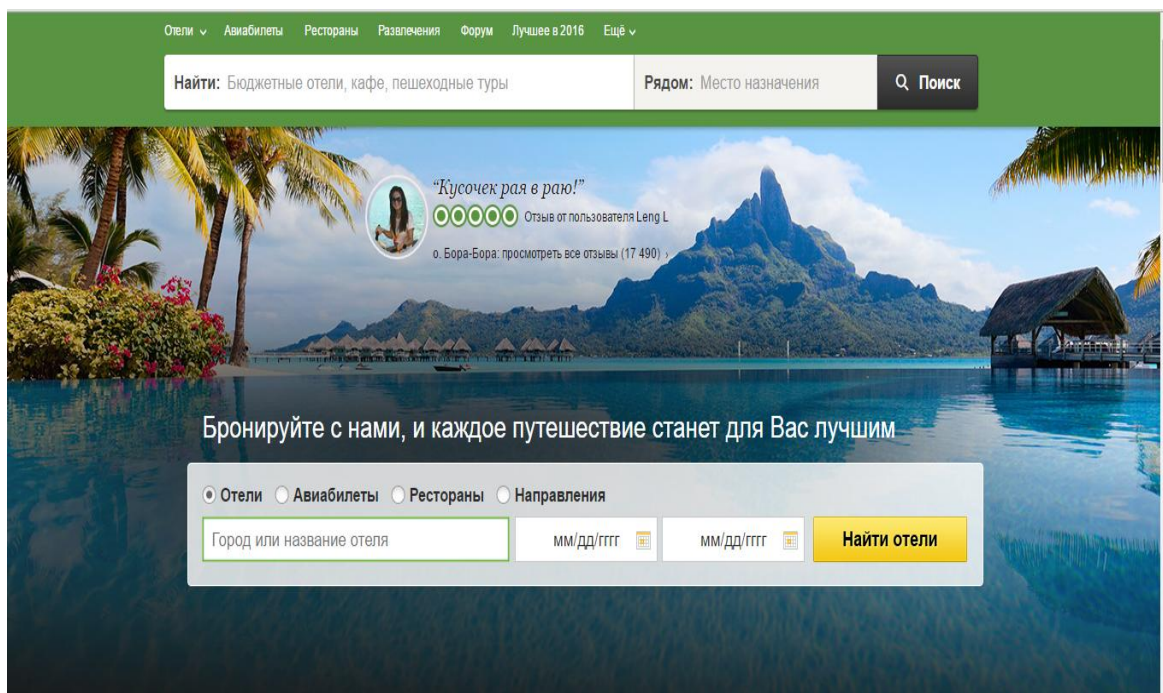 Отели Авиабилеты Рестораны Развлечения Форум Лучшее в 2016 Ещё
Найти: Бюджетные отели, кафе, пешеходные туры Рядом: Место назначения Поиск
“Кусочек рая в раю!”
Отзыв от пользователя Leng L
о. Бора-Бора: просмотреть все отзывы (17 490) ›
Бронируйте с нами, и каждое путешествие станет для Вас лучшим
Отели Авиабилеты Рестораны Направления
Город или название отеля мм/дд/гггг мм/дд/гггг Найти отели